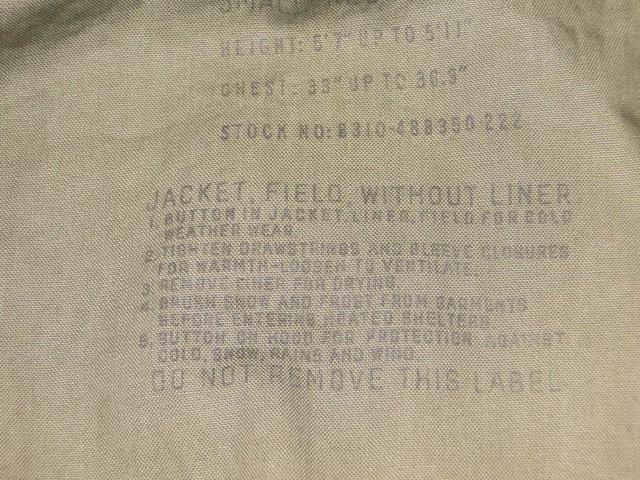 SMALL
HEIGHT: 5'7" UP TO 5'11"
CHEST: 33" UP TO 36.9"
STOCK NO: 8310-488350-222
JACKET, FIELD, WITHOUT LINER
1. BUTTON IN JACKET, LINER, FIELD FOR COLD
WEATHER WEAR.
2. TIGHTEN DRAWSTRINGS AND SLEEVE CLOSURES
FOR WARMTH-LOOSEN TO VENTILATE.
3. REMOVE LINER FOR DRYING.
4. BRUSH SNOW AND FROST FROM GARMENTS
BEFORE ENTERING HEATED SHELTERS
5. BUTTON ON HOOD FOR PROTECTION AGAINST
COLD, SNOW, RAINS AND WIND.
DO NOT REMOVE THIS LABEL